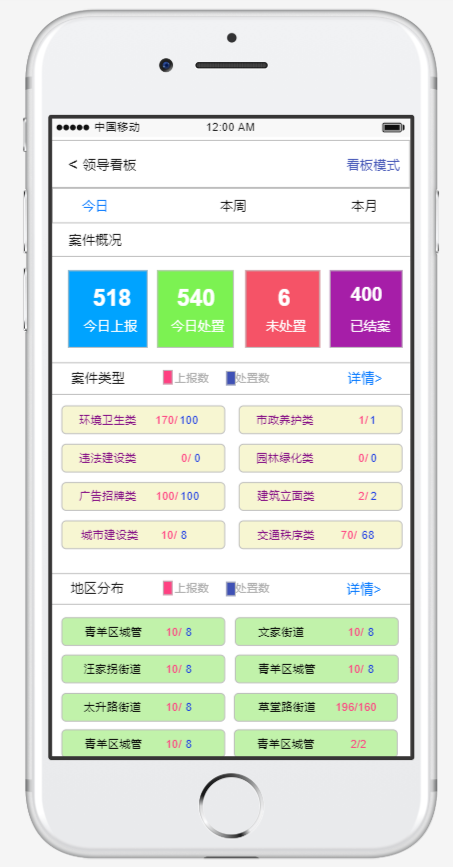 中国移动 12:00 AM
< 领导看板 看板模式
今日 本周 本月
案件概况
518 540 6 400
今日上报 今日处置 未处置 已结案
案件类型 上报数 处置数 详情>
环境卫生类 170/100 市政养护类 1/1
违法建设类 0/0 园林绿化类 0/0
广告招牌类 100/100 建筑立面类 2/2
城市建设类 10/8 交通秩序类 70/68
地区分布 上报数 处置数 详情>
青羊区城管 10/8 文家街道 10/8
汪家拐街道 10/8 青羊区城管 10/8
太升路街道 10/8 草堂路街道 196/160
青羊区城管 10/8 青羊区城管 2/2